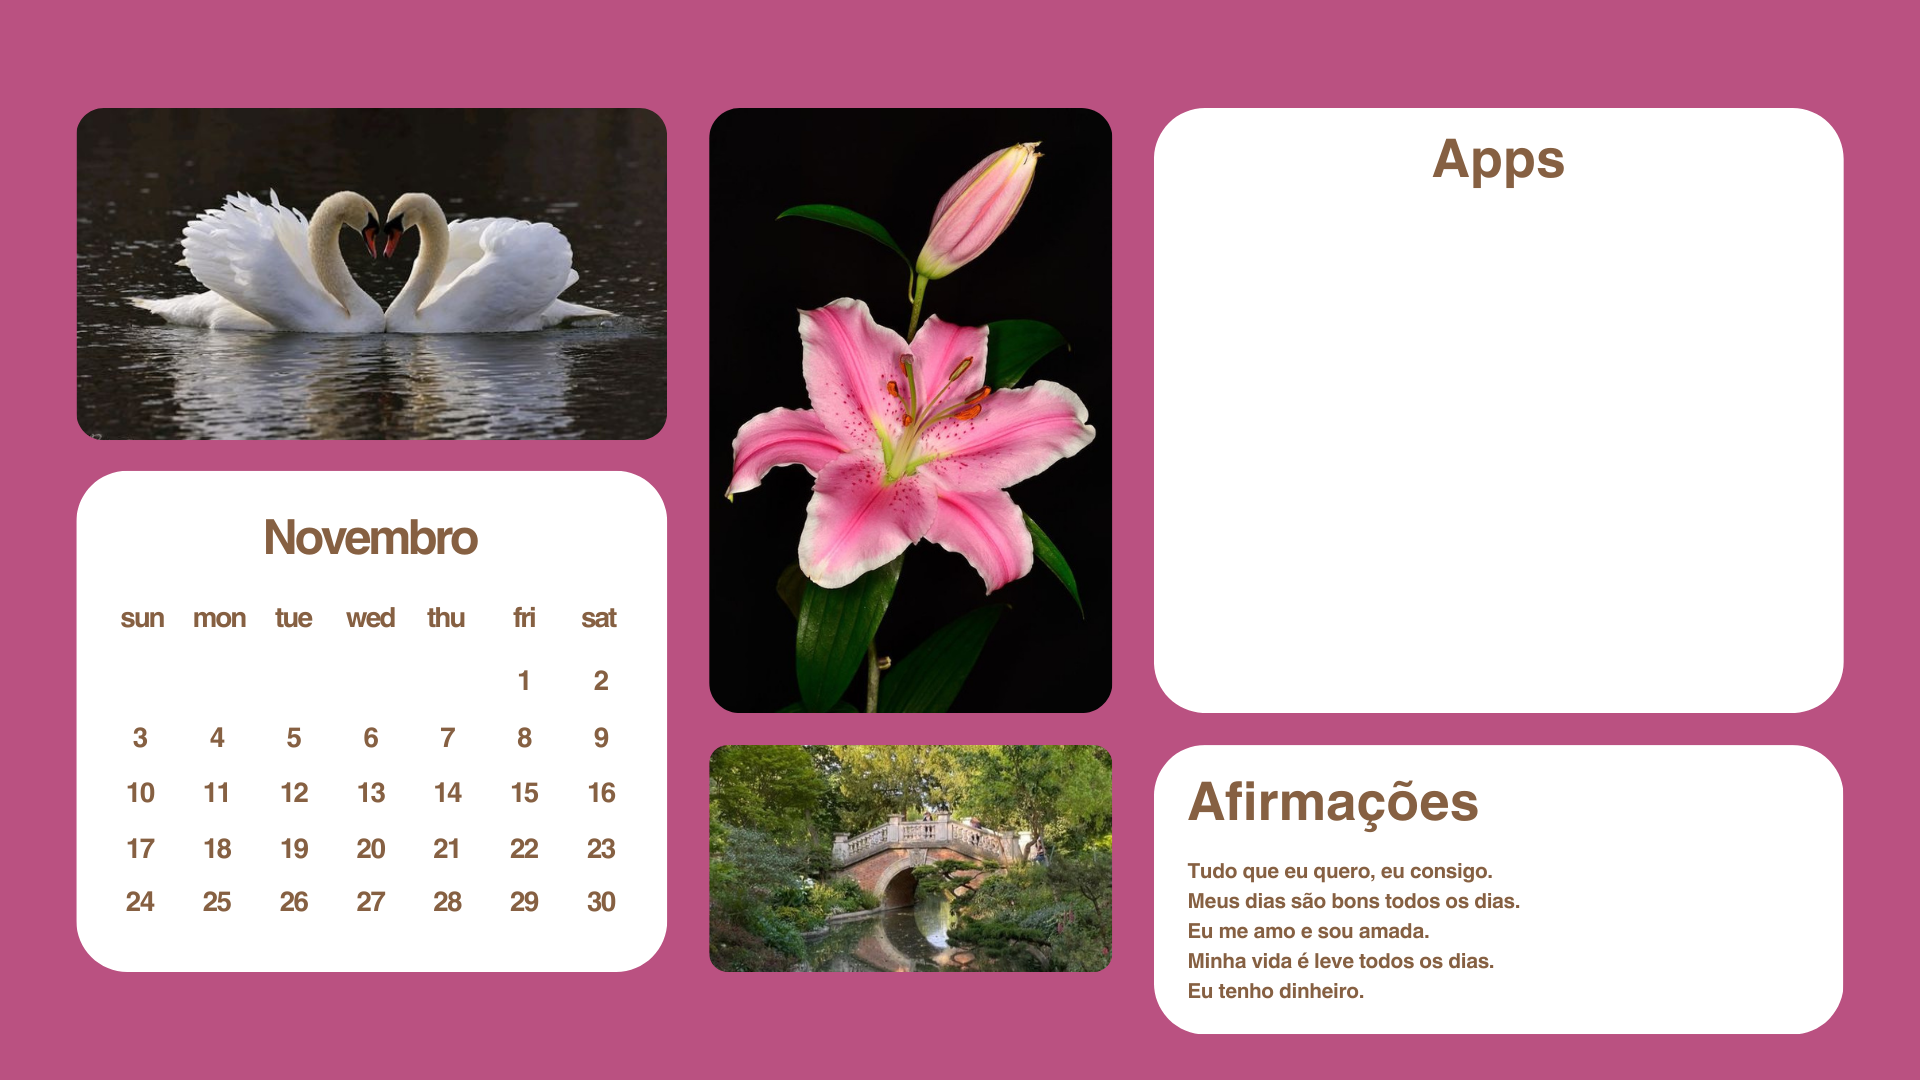 Novembro
sun mon tue wed thu fri sat
1 2
3 4 5 6 7 8 9
10 11 12 13 14 15 16
17 18 19 20 21 22 23
24 25 26 27 28 29 30
Apps
Afirmações
Tudo que eu quero, eu consigo.
Meus dias são bons todos os dias.
Eu me amo e sou amada.
Minha vida é leve todos os dias.
Eu tenho dinheiro.